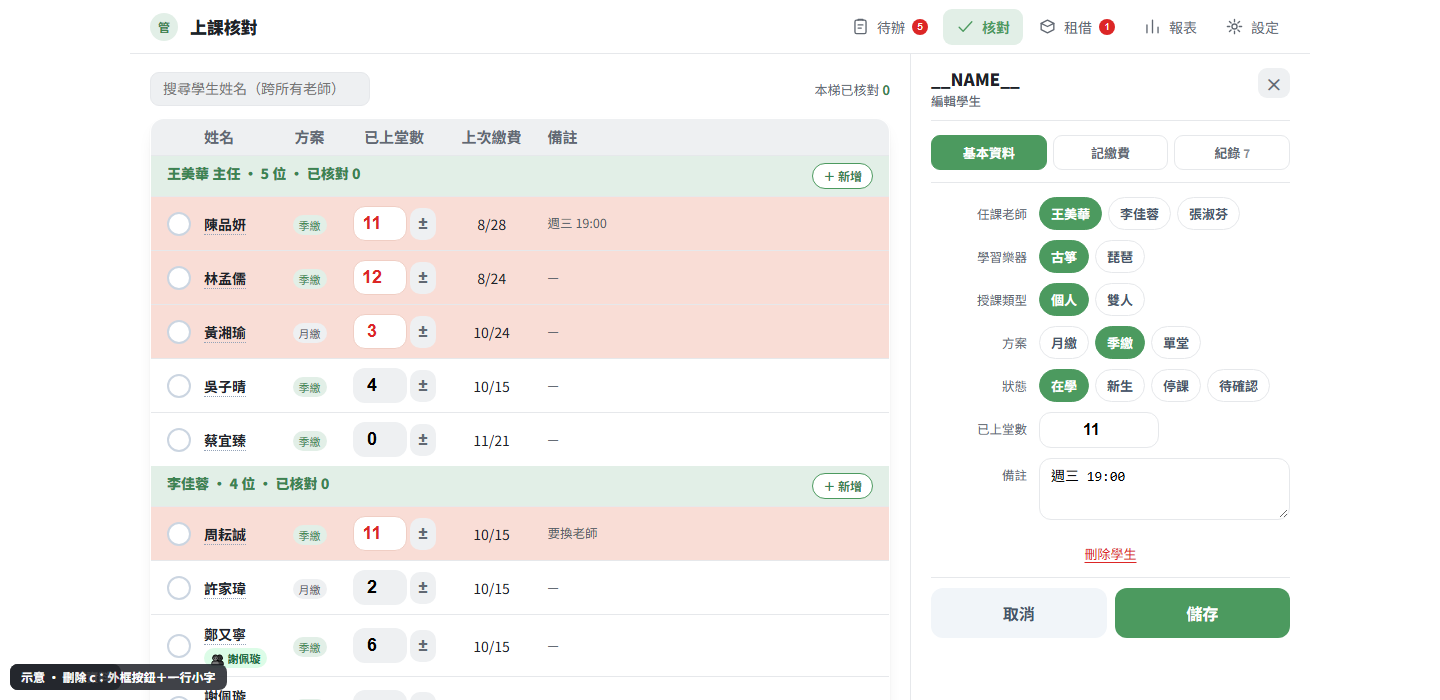 管 上課核對 待辦 5 核對 租借 1 報表 設定
搜尋學生姓名（跨所有老師） 本梯已核對 0
姓名 方案 已上堂數 上次繳費 備註
王美華 主任 • 5 位 • 已核對 0 ＋新增
陳品妍 季繳 11 ± 8/28 週三 19:00
林孟儒 季繳 12 ± 8/24 —
黃湘瑜 月繳 3 ± 10/24 —
吳子晴 季繳 4 ± 10/15 —
蔡宜臻 季繳 0 ± 11/21 —
李佳蓉 • 4 位 • 已核對 0 ＋新增
周耘誠 季繳 11 ± 10/15 要換老師
許家瑋 月繳 2 ± 10/15 —
鄭又寧 季繳 6 ± 10/15 —
謝佩璇
謝佩璇
示意 • 刪除 c：外框按鈕＋一行小字
__NAME__
編輯學生
基本資料 記繳費 紀錄 7
任課老師 王美華 李佳蓉 張淑芬
學習樂器 古箏 琵琶
授課類型 個人 雙人
方案 月繳 季繳 單堂
狀態 在學 新生 停課 待確認
已上堂數 11
備註 週三 19:00
刪除學生
取消 儲存